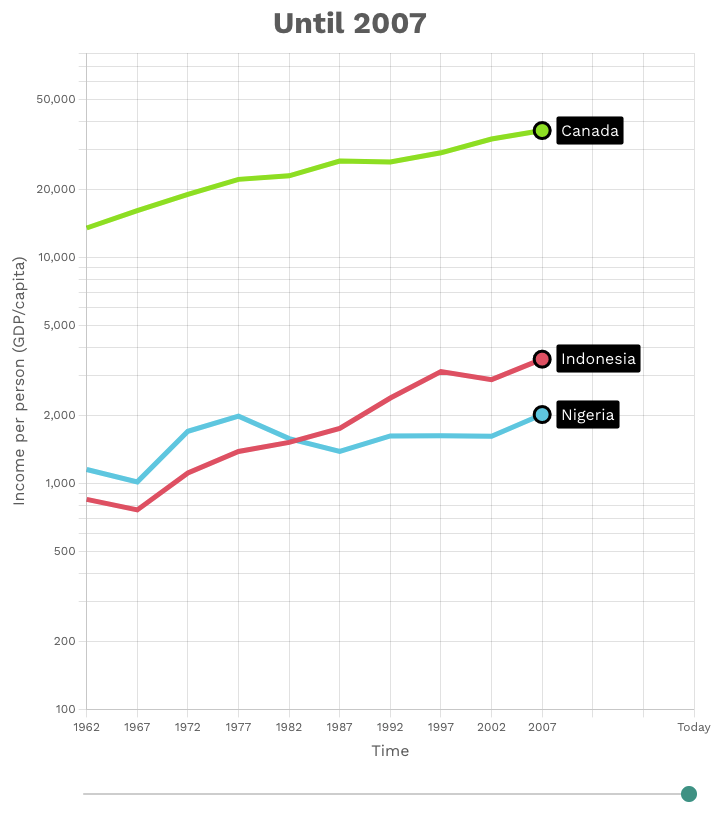 Until 2007
50,000
20,000
10,000
5,000
2,000
1,000
500
200
100
Income per person (GDP/capita)
Canada
Indonesia
Nigeria
1962 1967 1972 1977 1982 1987 1992 1997 2002 2007 Today
Time